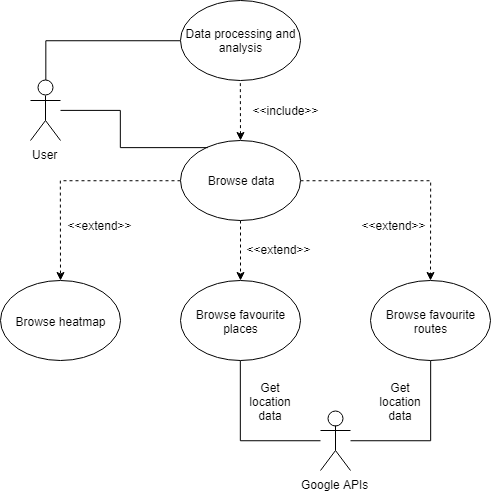 Data processing and
analysis
<<include>>
User
Browse data
<<extend>>
<<extend>>
<<extend>>
Browse heatmap
Browse favourite
places
Browse favourite
routes
Get
location
data
Get
location
data
Google APIs